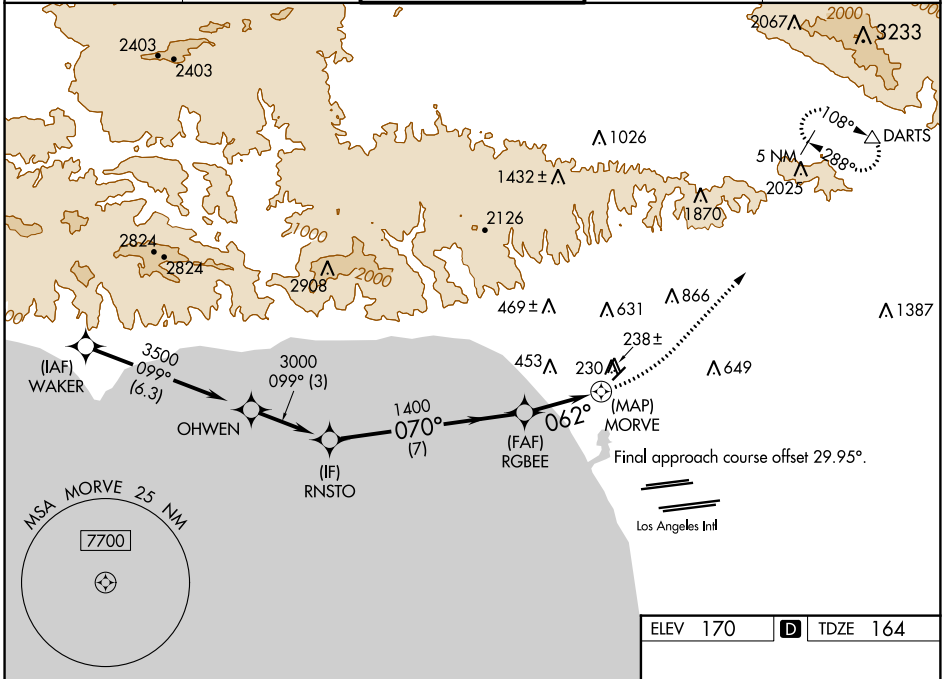 2067
2000
3233
2403
2403
108°
DARTS
1026
5 NM
288°
1432 ±
2025
1870
2126
1000
2824
2824
2908
2000
469 ±
631
866
1387
00
238 ±
3500
099°
(6.3)
3000
099° (3)
453
230
649
(IAF)
WAKER
1400
070°
(7)
062°
(MAP)
MORVE
OHWEN
(FAF)
RGBEE
(IF)
RNSTO
Final approach course offset 29.95°.
MSA MORVE 25 NM
7700
Los Angeles Intl
ELEV 170 D TDZE 164